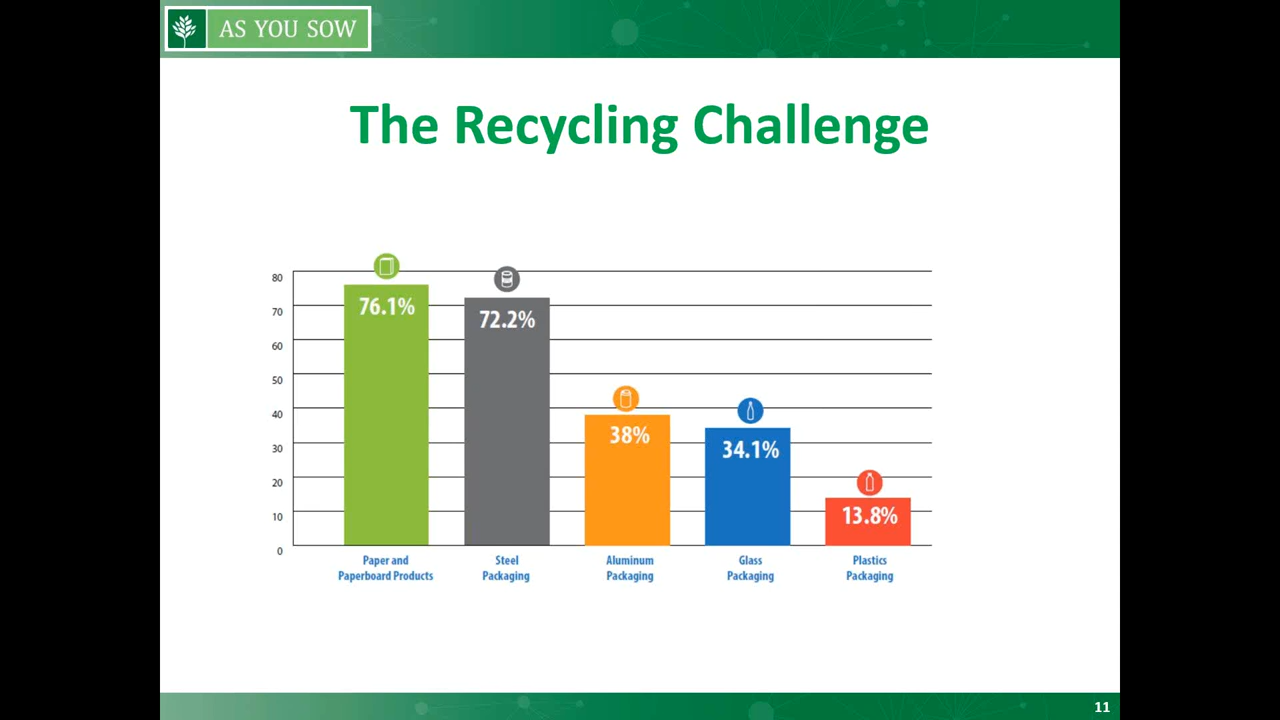 AS YOU SOW
The Recycling Challenge
80
70
60
50
40
30
20
10
0
76.1%
72.2%
38%
34.1%
13.8%
Paper and
Paperboard Products
Steel
Packaging
Aluminum
Packaging
Glass
Packaging
Plastics
Packaging
11